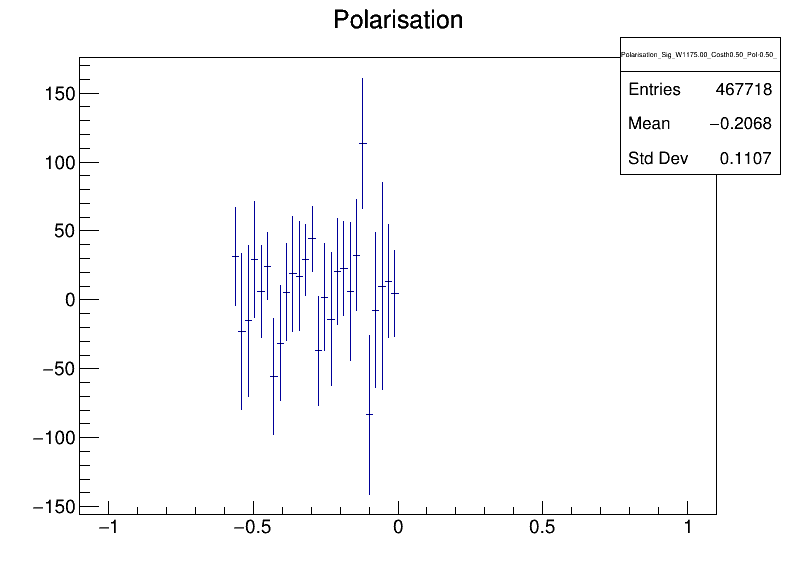 Polarisation
Polarisation_Sig_W1175.00_Costh0.50_Pol-0.50_
Entries 467718
Mean −0.2068
Std Dev 0.1107
150
100
50
0
−50
−100
−150
−1 −0.5 0 0.5 1